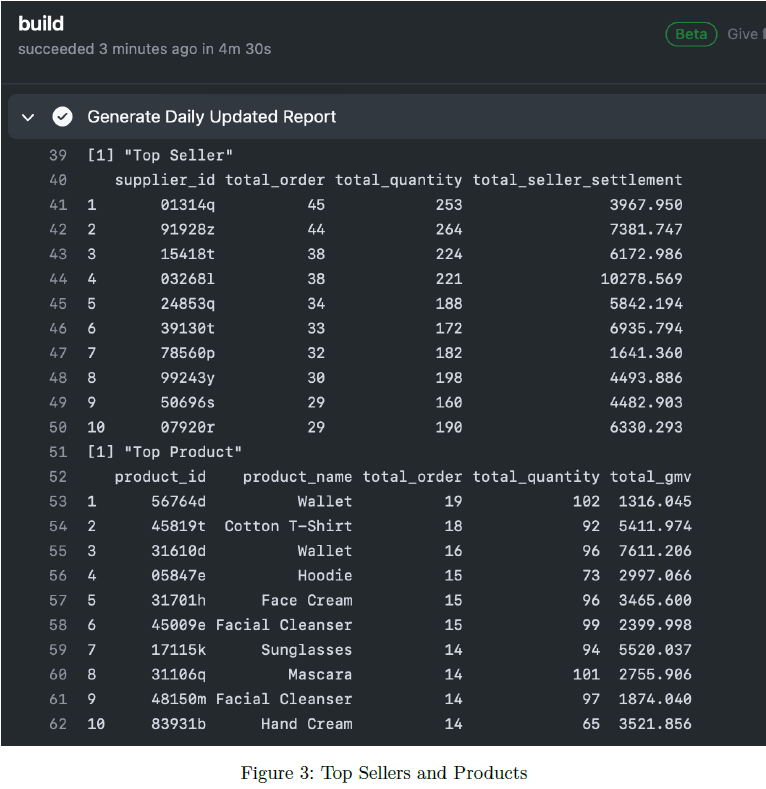 build
succeeded 3 minutes ago in 4m 30s
Beta Give
Generate Daily Updated Report
39 [1] "Top Seller"
40 supplier_id total_order total_quantity total_seller_settlement
41 1 01314q 45 253 3967.950
42 2 91928z 44 264 7381.747
43 3 15418t 38 224 6172.986
44 4 03268l 38 221 10278.569
45 5 24853q 34 188 5842.194
46 6 39130t 33 172 6935.794
47 7 78560p 32 182 1641.360
48 8 99243y 30 198 4493.886
49 9 50696s 29 160 4482.903
50 10 07920r 29 190 6330.293
51 [1] "Top Product"
52 product_id product_name total_order total_quantity total_gmv
53 1 56764d Wallet 19 102 1316.045
54 2 45819t Cotton T-Shirt 18 92 5411.974
55 3 31610d Wallet 16 96 7611.206
56 4 05847e Hoodie 15 73 2997.066
57 5 31701h Face Cream 15 96 3465.600
58 6 45009e Facial Cleanser 15 99 2399.998
59 7 17115k Sunglasses 14 94 5520.037
60 8 31106q Mascara 14 101 2755.906
61 9 48150m Facial Cleanser 14 97 1874.040
62 10 83931b Hand Cream 14 65 3521.856
Figure 3: Top Sellers and Products